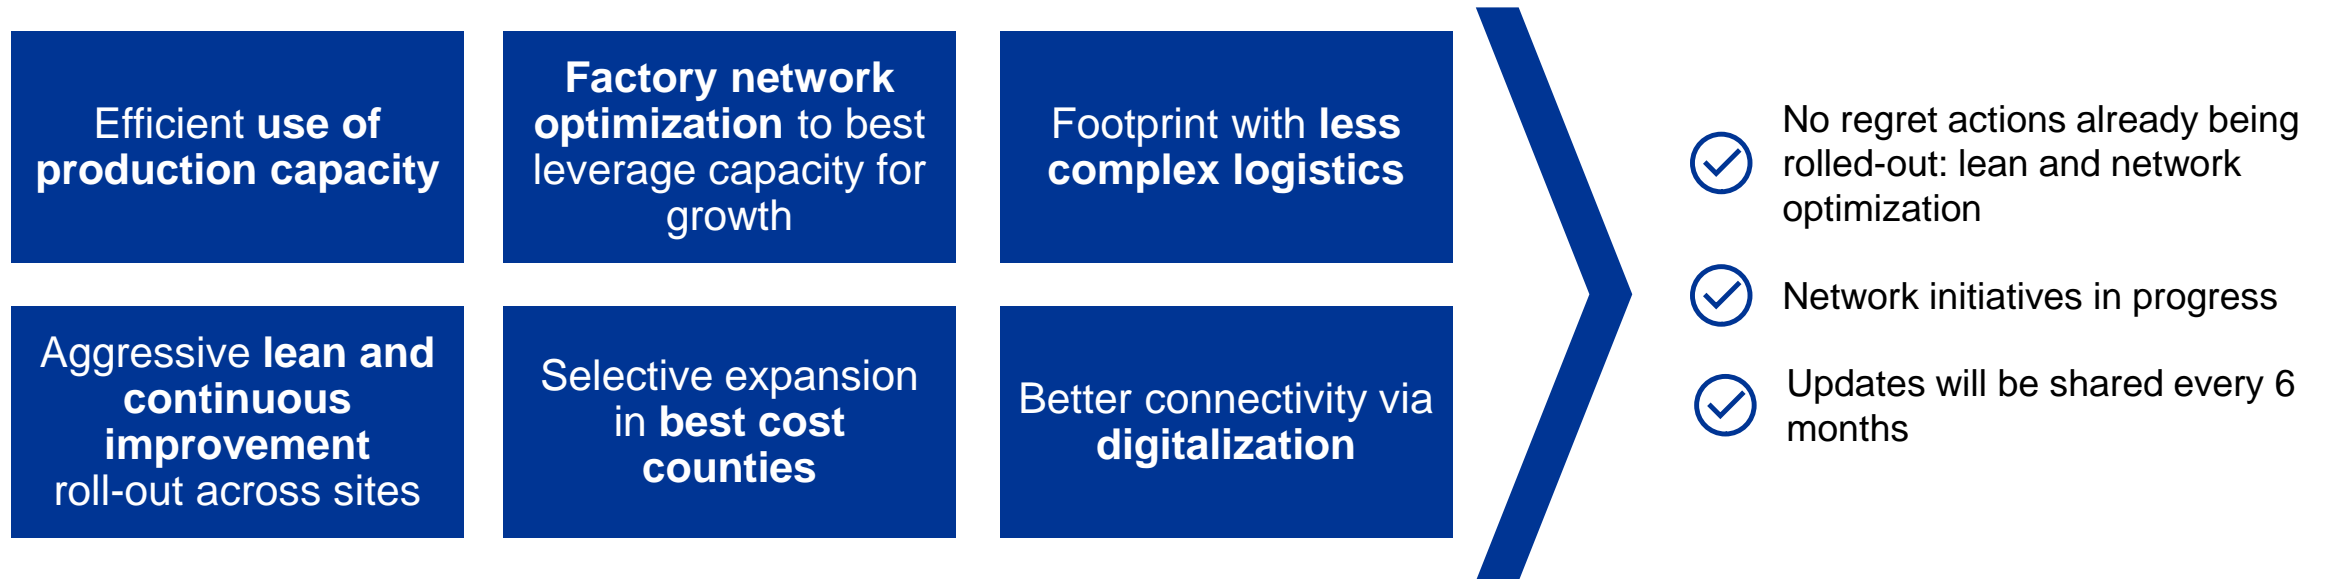 Efficient use of
production capacity
Factory network
optimization to best
leverage capacity for
growth
Footprint with less
complex logistics
Aggressive lean and
continuous
improvement
roll-out across sites
Selective expansion
in best cost
counties
Better connectivity via
digitalization
No regret actions already being
rolled-out: lean and network
optimization
Network initiatives in progress
Updates will be shared every 6
months